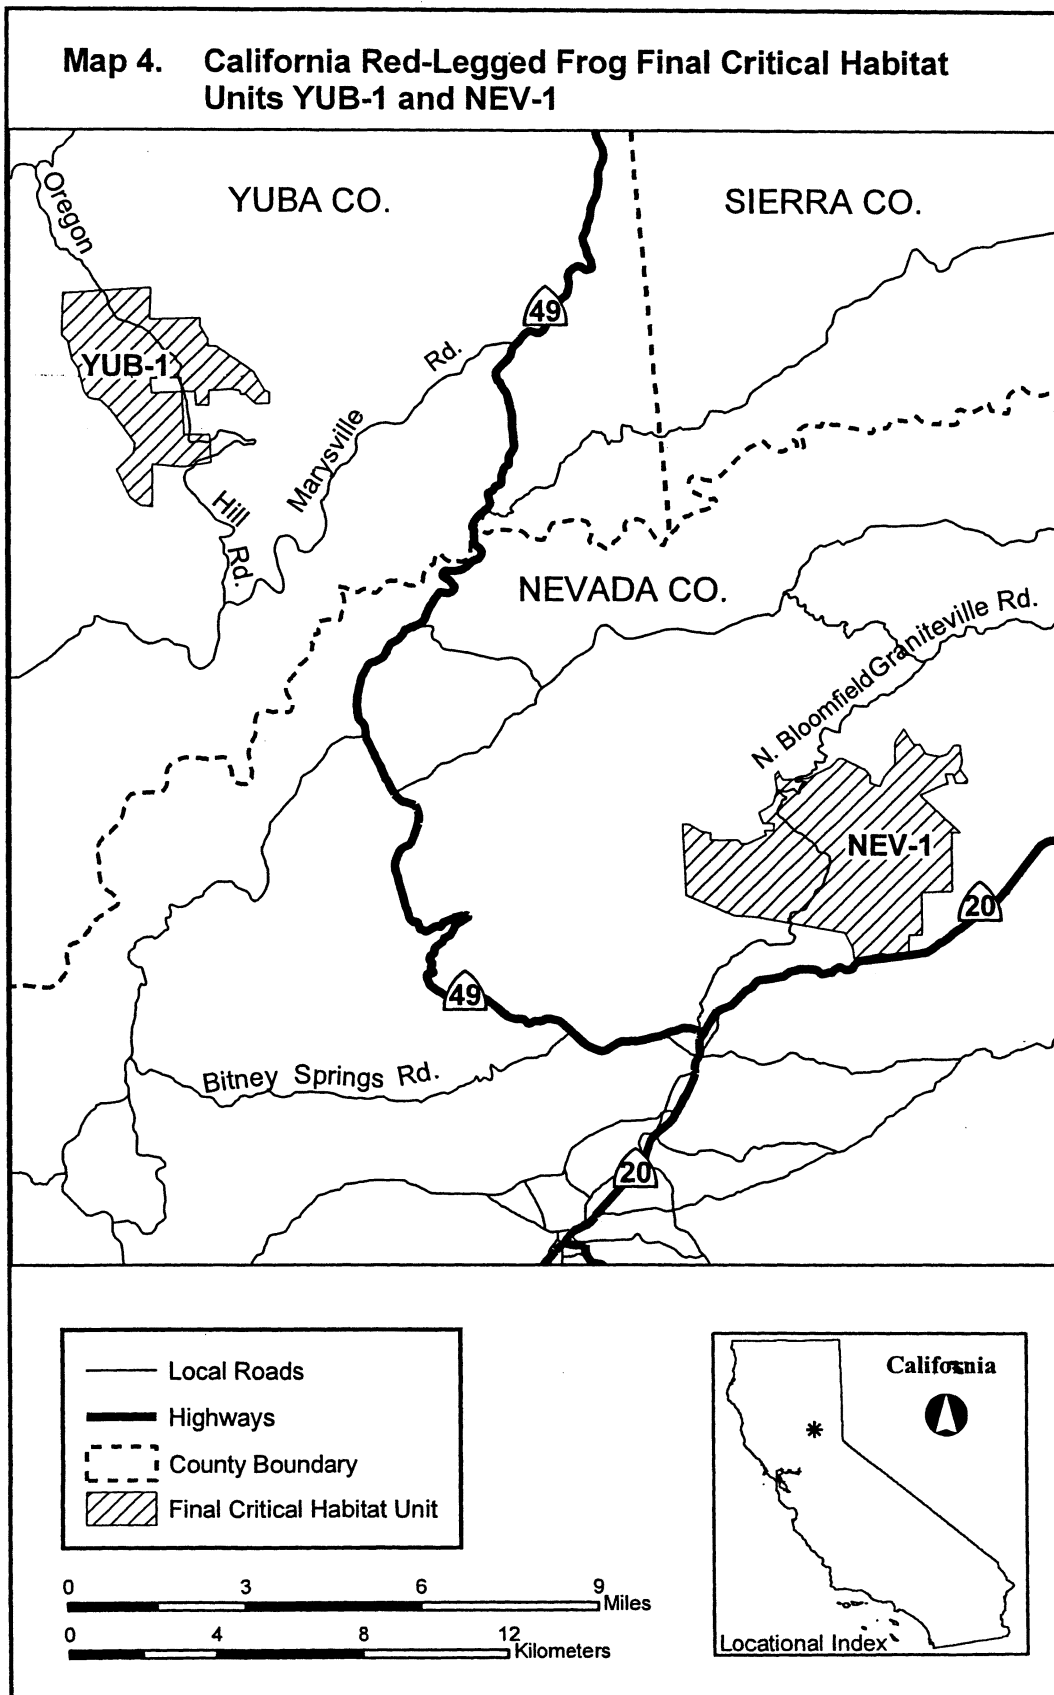 Map 4. California Red-Legged Frog Final Critical Habitat
Units YUB-1 and NEV-1
YUBA CO.
SIERRA CO.
Oregon
49
YUB-1
Rd.
Marysville
Hill
Rd.
NEVADA CO.
N. Bloomfield Graniteville Rd.
NEV-1
20
49
Bitney Springs Rd.
20
Local Roads
Highways
County Boundary
Final Critical Habitat Unit
California
0 3 6 9 Miles
0 4 8 12 Kilometers
Locational Index